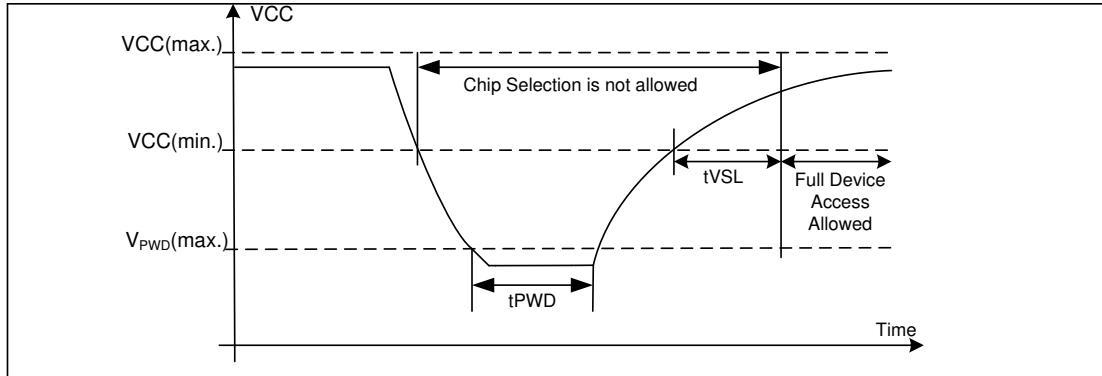 VCC
VCC(max.)
Chip Selection is not allowed
VCC(min.)
tVSL
Full Device
Access
Allowed
VPWD(max.)
tPWD
Time